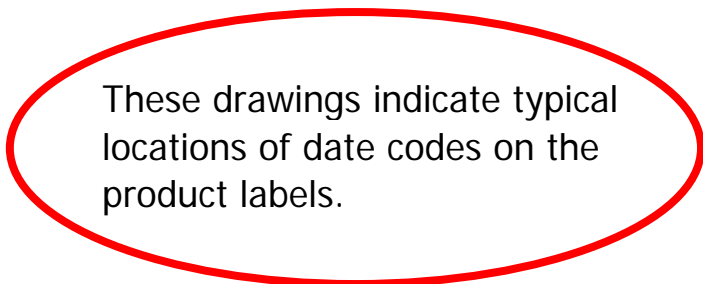 These drawings indicate typical
locations of date codes on the
product labels.